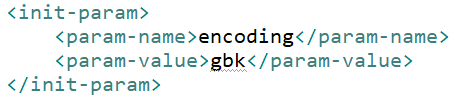 <init-param>
    <param-name>encoding</param-name>
    <param-value>gbk</param-value>
</init-param>